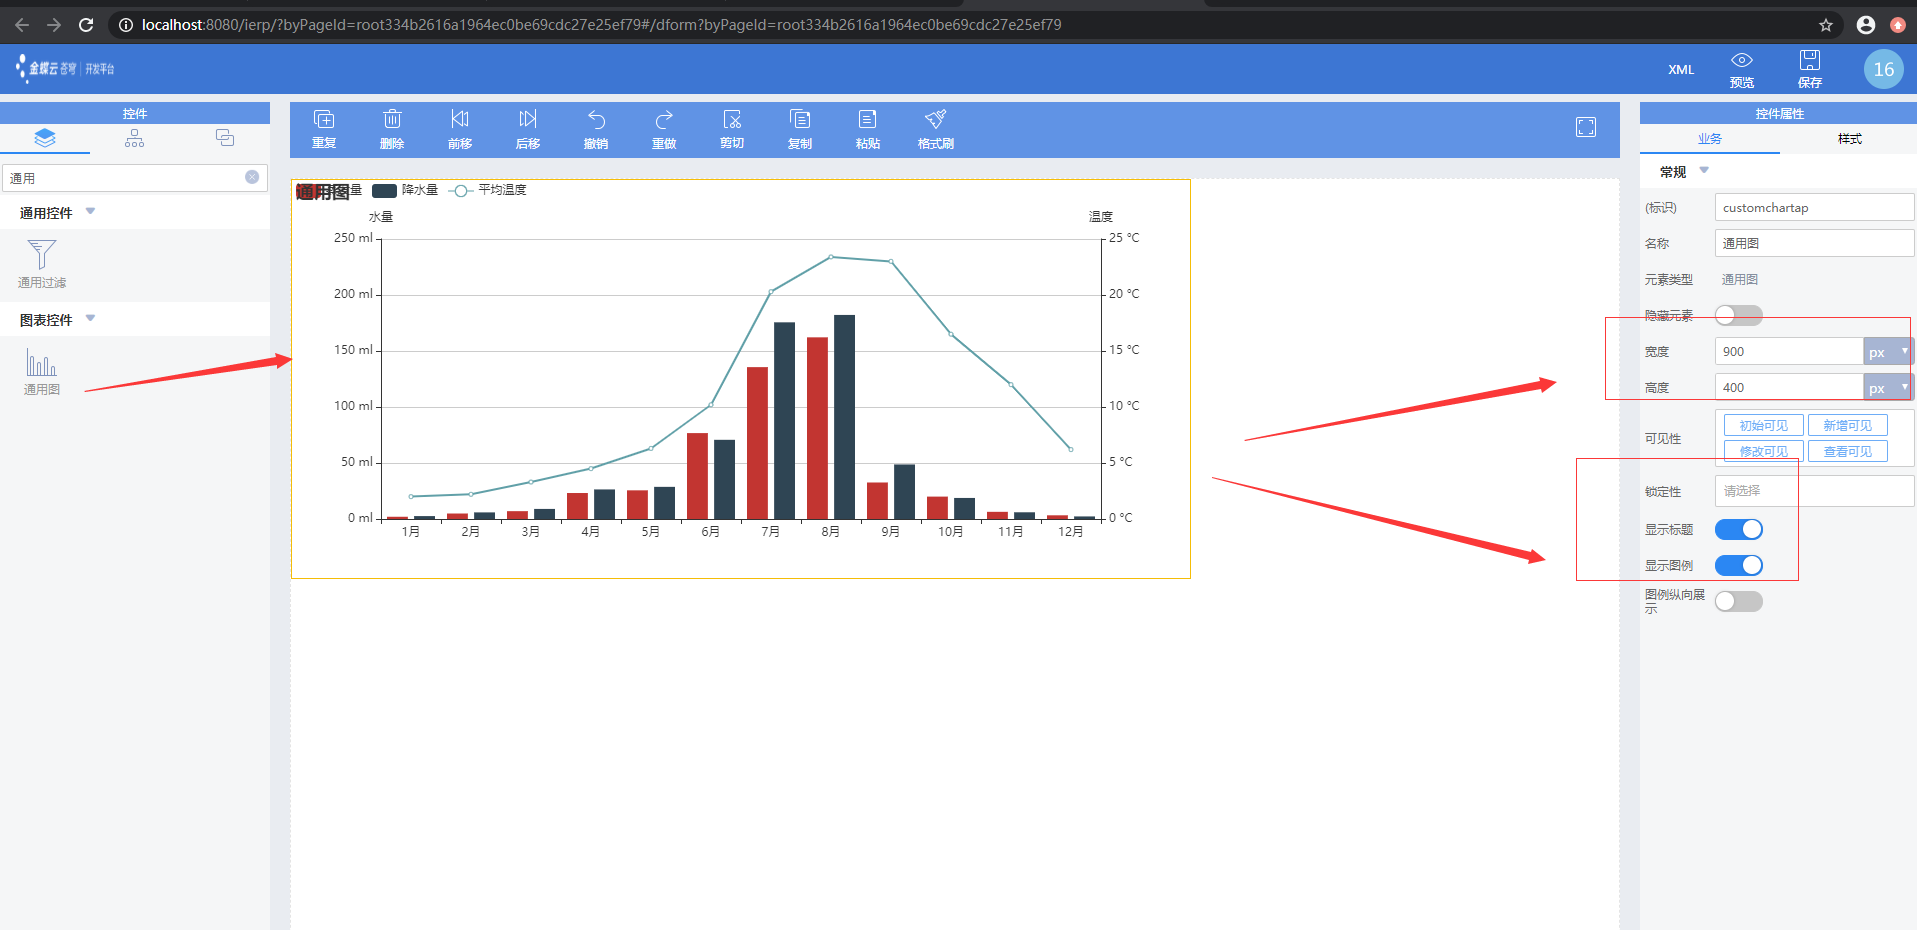 localhost:8080/ierp/?byPageId=root334b2616a1964ec0be69cdc27e25ef79#/dform?byPageId=root334b2616a1964ec0be69cdc27e25ef79
金蝶云 苍穹 | 开发平台
XML
预览
保存
16
控件
通用
通用控件
通用过滤
图表控件
通用图
重复
删除
前移
后移
撤销
重做
剪切
复制
粘贴
格式刷
通用图
量
降水量
平均温度
水量
温度
250 ml
200 ml
150 ml
100 ml
50 ml
0 ml
25 °C
20 °C
15 °C
10 °C
5 °C
0 °C
1月
2月
3月
4月
5月
6月
7月
8月
9月
10月
11月
12月
控件属性
业务
样式
常规
(标识)
customchartap
名称
通用图
元素类型
通用图
隐藏元素
宽度
900
px
高度
400
px
可见性
初始可见
新增可见
修改可见
查看可见
锁定性
请选择
显示标题
显示图例
图例纵向展
示